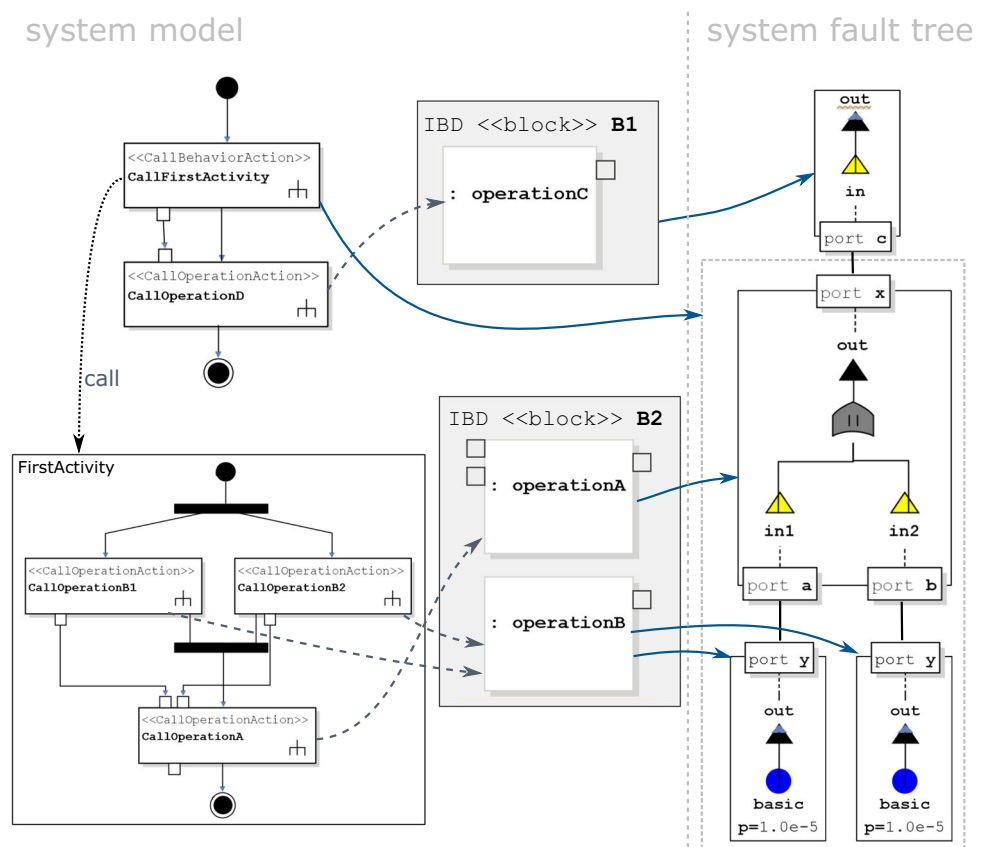 system model
system fault tree
<<CallBehaviorAction>>
CallFirstActivity
<<CallOperationAction>>
CallOperationD
call
IBD <<block>> B1
: operationC
FirstActivity
<<CallOperationAction>>
CallOperationB1
<<CallOperationAction>>
CallOperationB2
<<CallOperationAction>>
CallOperationA
IBD <<block>> B2
: operationA
: operationB
out
in
port c
port x
out
||
in1
in2
port a
port b
port y
port y
out
out
basic
basic
p=1.0e-5
p=1.0e-5